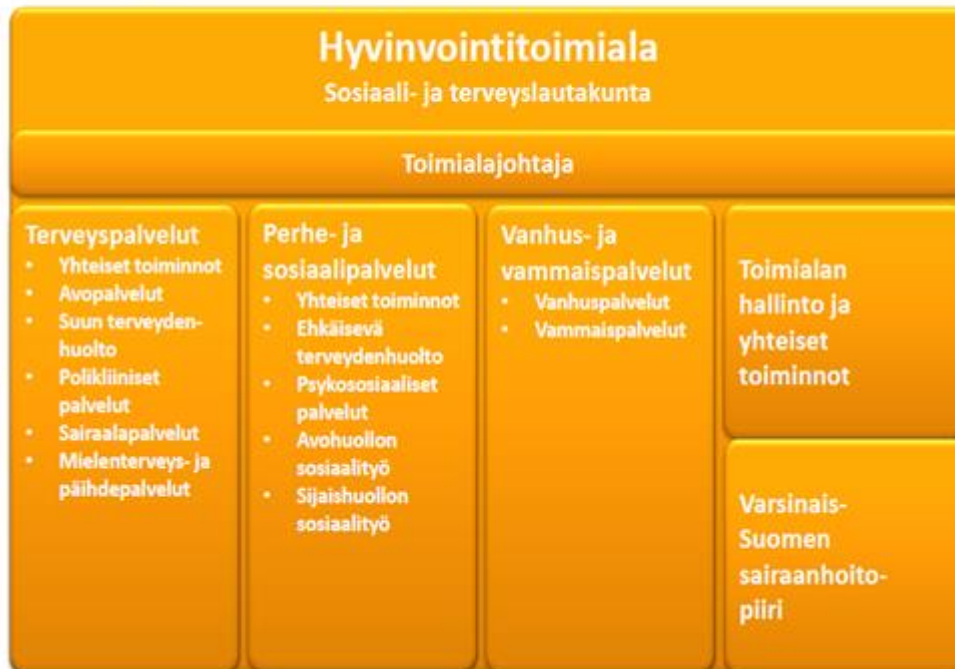 Hyvinvointitoimiala
Sosiaali- ja terveyslautakunta
Toimialajohtaja
Terveyspalvelut
• Yhteiset toiminnot
• Avopalvelut
• Suun terveyden-
huolto
• Polikliiniset
palvelut
• Sairaalapalvelut
• Mielenterveys- ja
päihdepalvelut
Perhe- ja
sosiaalipalvelut
• Yhteiset toiminnot
• Ehkäisevä
terveydenhuolto
• Psykososiaaliset
palvelut
• Avohuollon
sosiaalityö
• Sijaishuollon
sosiaalityö
Vanhus- ja
vammaispalvelut
• Vanhuspalvelut
• Vammaispalvelut
Toimialan
hallinto ja
yhteiset
toiminnot
Varsinais-
Suomen
sairaanhoito-
piiri